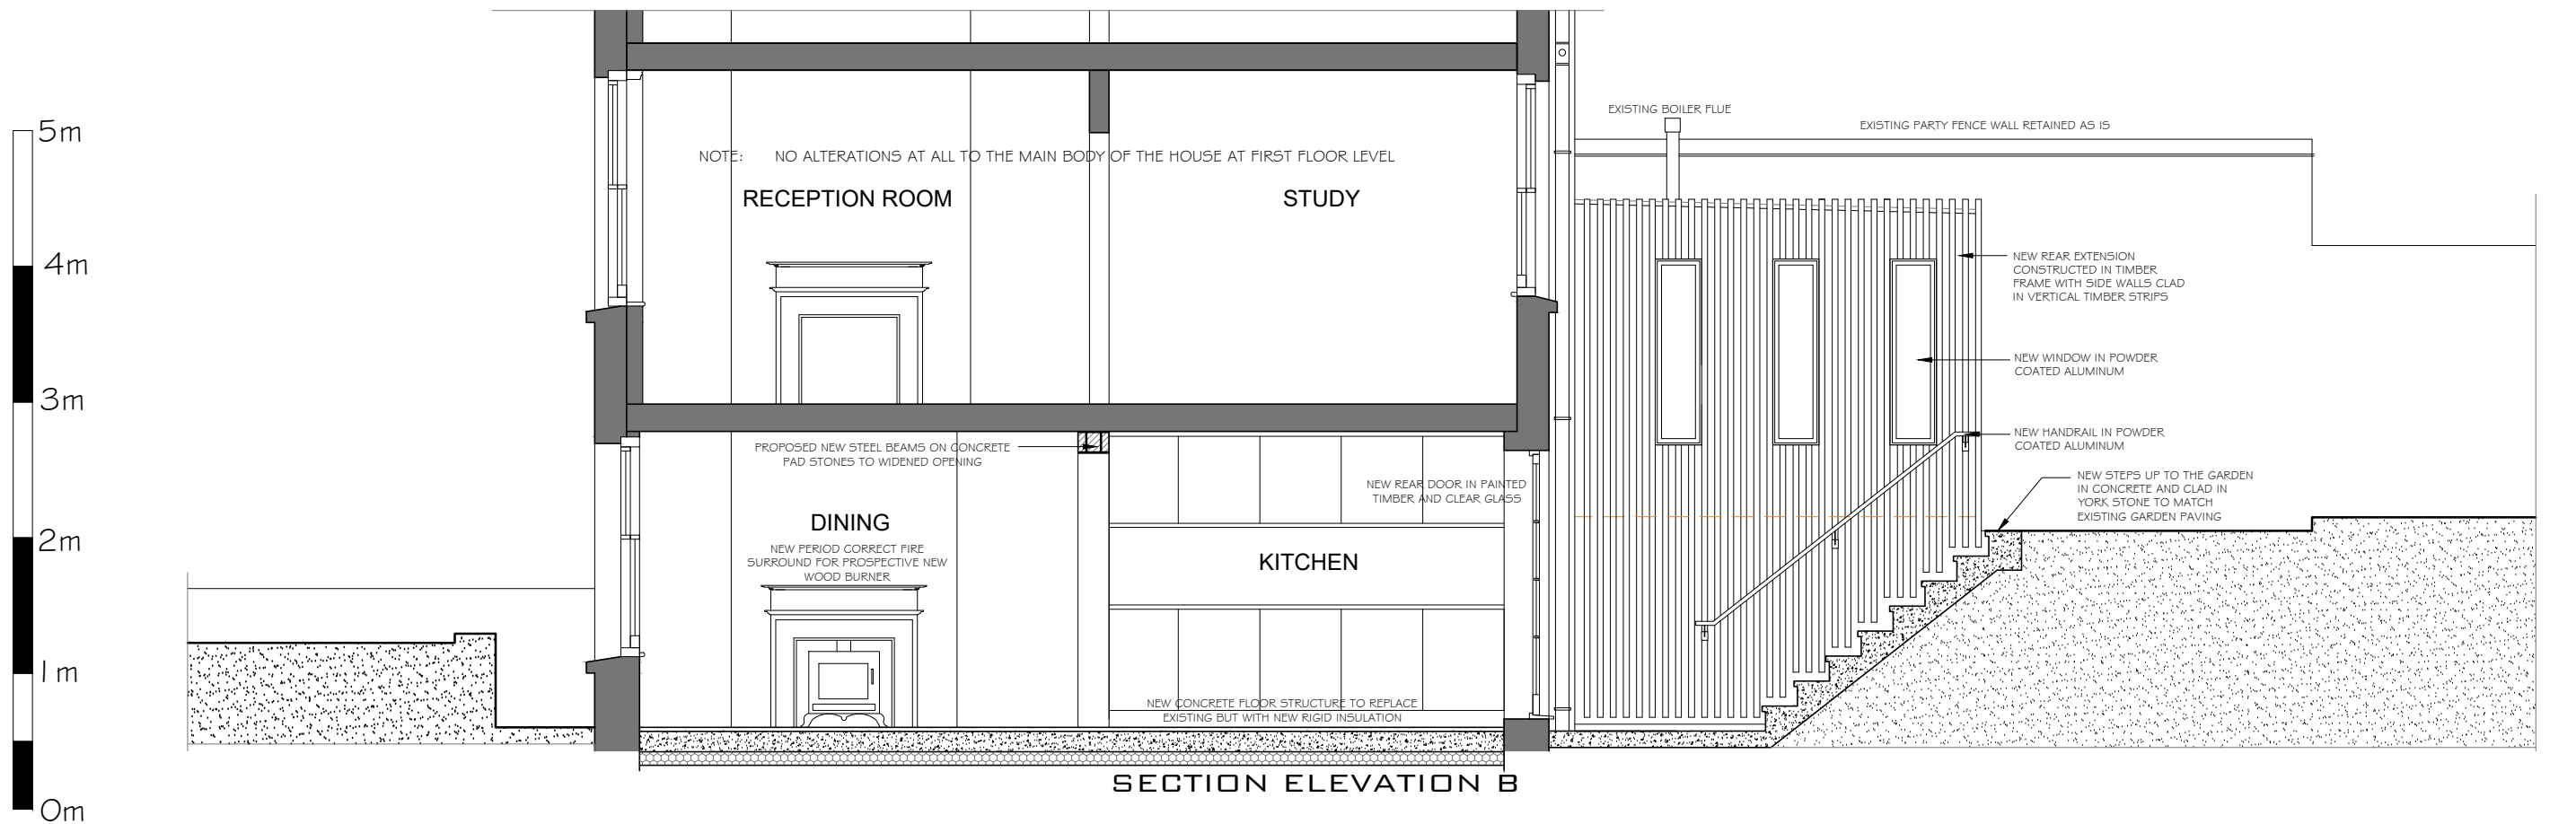 5m
4m
3m
2m
1m
0m
NOTE: NO ALTERATIONS AT ALL TO THE MAIN BODY OF THE HOUSE AT FIRST FLOOR LEVEL
RECEPTION ROOM
STUDY
EXISTING BOILER FLUE
EXISTING PARTY FENCE WALL RETAINED AS IS
NEW REAR EXTENSION
CONSTRUCTED IN TIMBER
FRAME WITH SIDE WALLS CLAD
IN VERTICAL TIMBER STRIPS
NEW WINDOW IN POWDER
COATED ALUMINUM
NEW HANDRAIL IN POWDER
COATED ALUMINUM
NEW STEPS UP TO THE GARDEN
IN CONCRETE AND CLAD IN
YORK STONE TO MATCH
EXISTING GARDEN PAVING
PROPOSED NEW STEEL BEAMS ON CONCRETE
PAD STONES TO WIDENED OPENING
NEW REAR DOOR IN PAINTED
TIMBER AND CLEAR GLASS
DINING
NEW PERIOD CORRECT FIRE
SURROUND FOR PROSPECTIVE NEW
WOOD BURNER
KITCHEN
NEW CONCRETE FLOOR STRUCTURE TO REPLACE
EXISTING BUT WITH NEW RIGID INSULATION
SECTION ELEVATION B